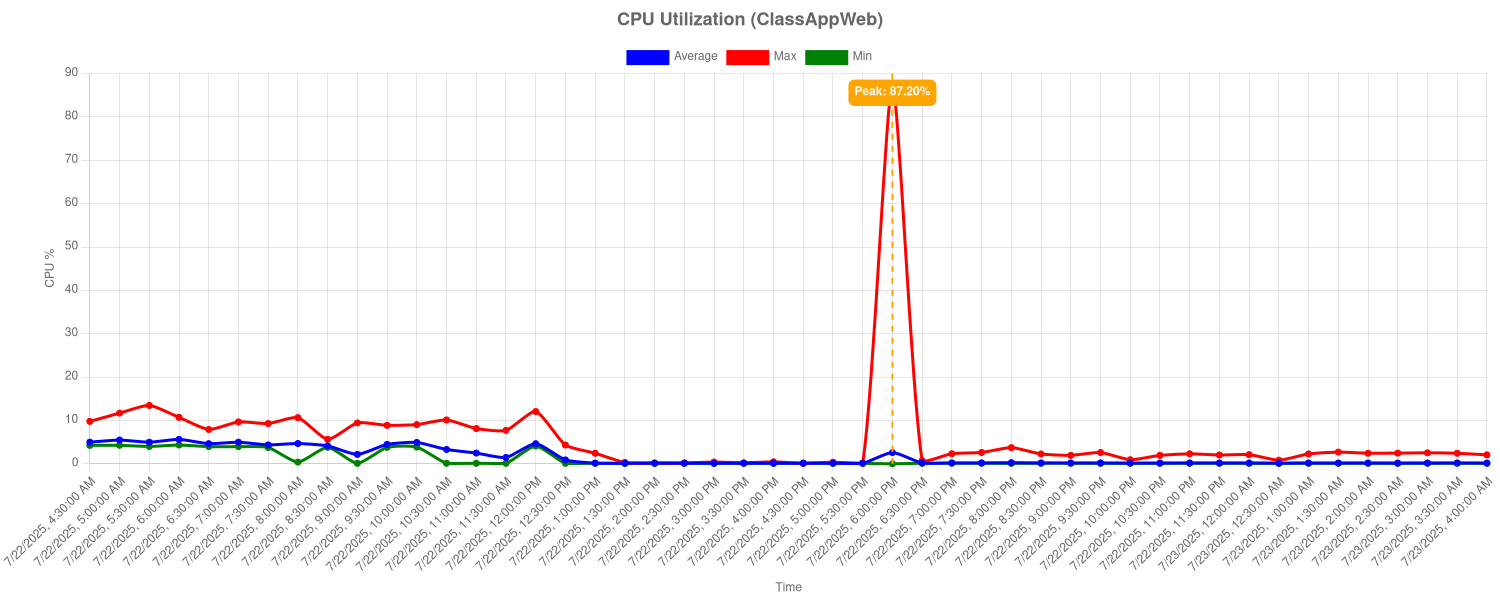 CPU Utilization (ClassAppWeb)
Average Max Min
90
Peak: 87.20%
80
70
60
50
40
30
20
10
0
CPU %
7/22/2025, 4:30:00 AM
7/22/2025, 5:00:00 AM
7/22/2025, 5:30:00 AM
7/22/2025, 6:00:00 AM
7/22/2025, 6:30:00 AM
7/22/2025, 7:00:00 AM
7/22/2025, 7:30:00 AM
7/22/2025, 8:00:00 AM
7/22/2025, 8:30:00 AM
7/22/2025, 9:00:00 AM
7/22/2025, 9:30:00 AM
7/22/2025, 10:00:00 AM
7/22/2025, 10:30:00 AM
7/22/2025, 11:00:00 AM
7/22/2025, 11:30:00 AM
7/22/2025, 12:00:00 PM
7/22/2025, 12:30:00 PM
7/22/2025, 1:00:00 PM
7/22/2025, 1:30:00 PM
7/22/2025, 2:00:00 PM
7/22/2025, 2:30:00 PM
7/22/2025, 3:00:00 PM
7/22/2025, 3:30:00 PM
7/22/2025, 4:00:00 PM
7/22/2025, 4:30:00 PM
7/22/2025, 5:00:00 PM
7/22/2025, 5:30:00 PM
7/22/2025, 6:00:00 PM
7/22/2025, 6:30:00 PM
7/22/2025, 7:00:00 PM
7/22/2025, 7:30:00 PM
7/22/2025, 8:00:00 PM
7/22/2025, 8:30:00 PM
7/22/2025, 9:00:00 PM
7/22/2025, 9:30:00 PM
7/22/2025, 10:00:00 PM
7/22/2025, 10:30:00 PM
7/22/2025, 11:00:00 PM
7/22/2025, 11:30:00 PM
7/23/2025, 12:00:00 AM
7/23/2025, 12:30:00 AM
7/23/2025, 1:00:00 AM
7/23/2025, 1:30:00 AM
7/23/2025, 2:00:00 AM
7/23/2025, 2:30:00 AM
7/23/2025, 3:00:00 AM
7/23/2025, 3:30:00 AM
7/23/2025, 4:00:00 AM
Time